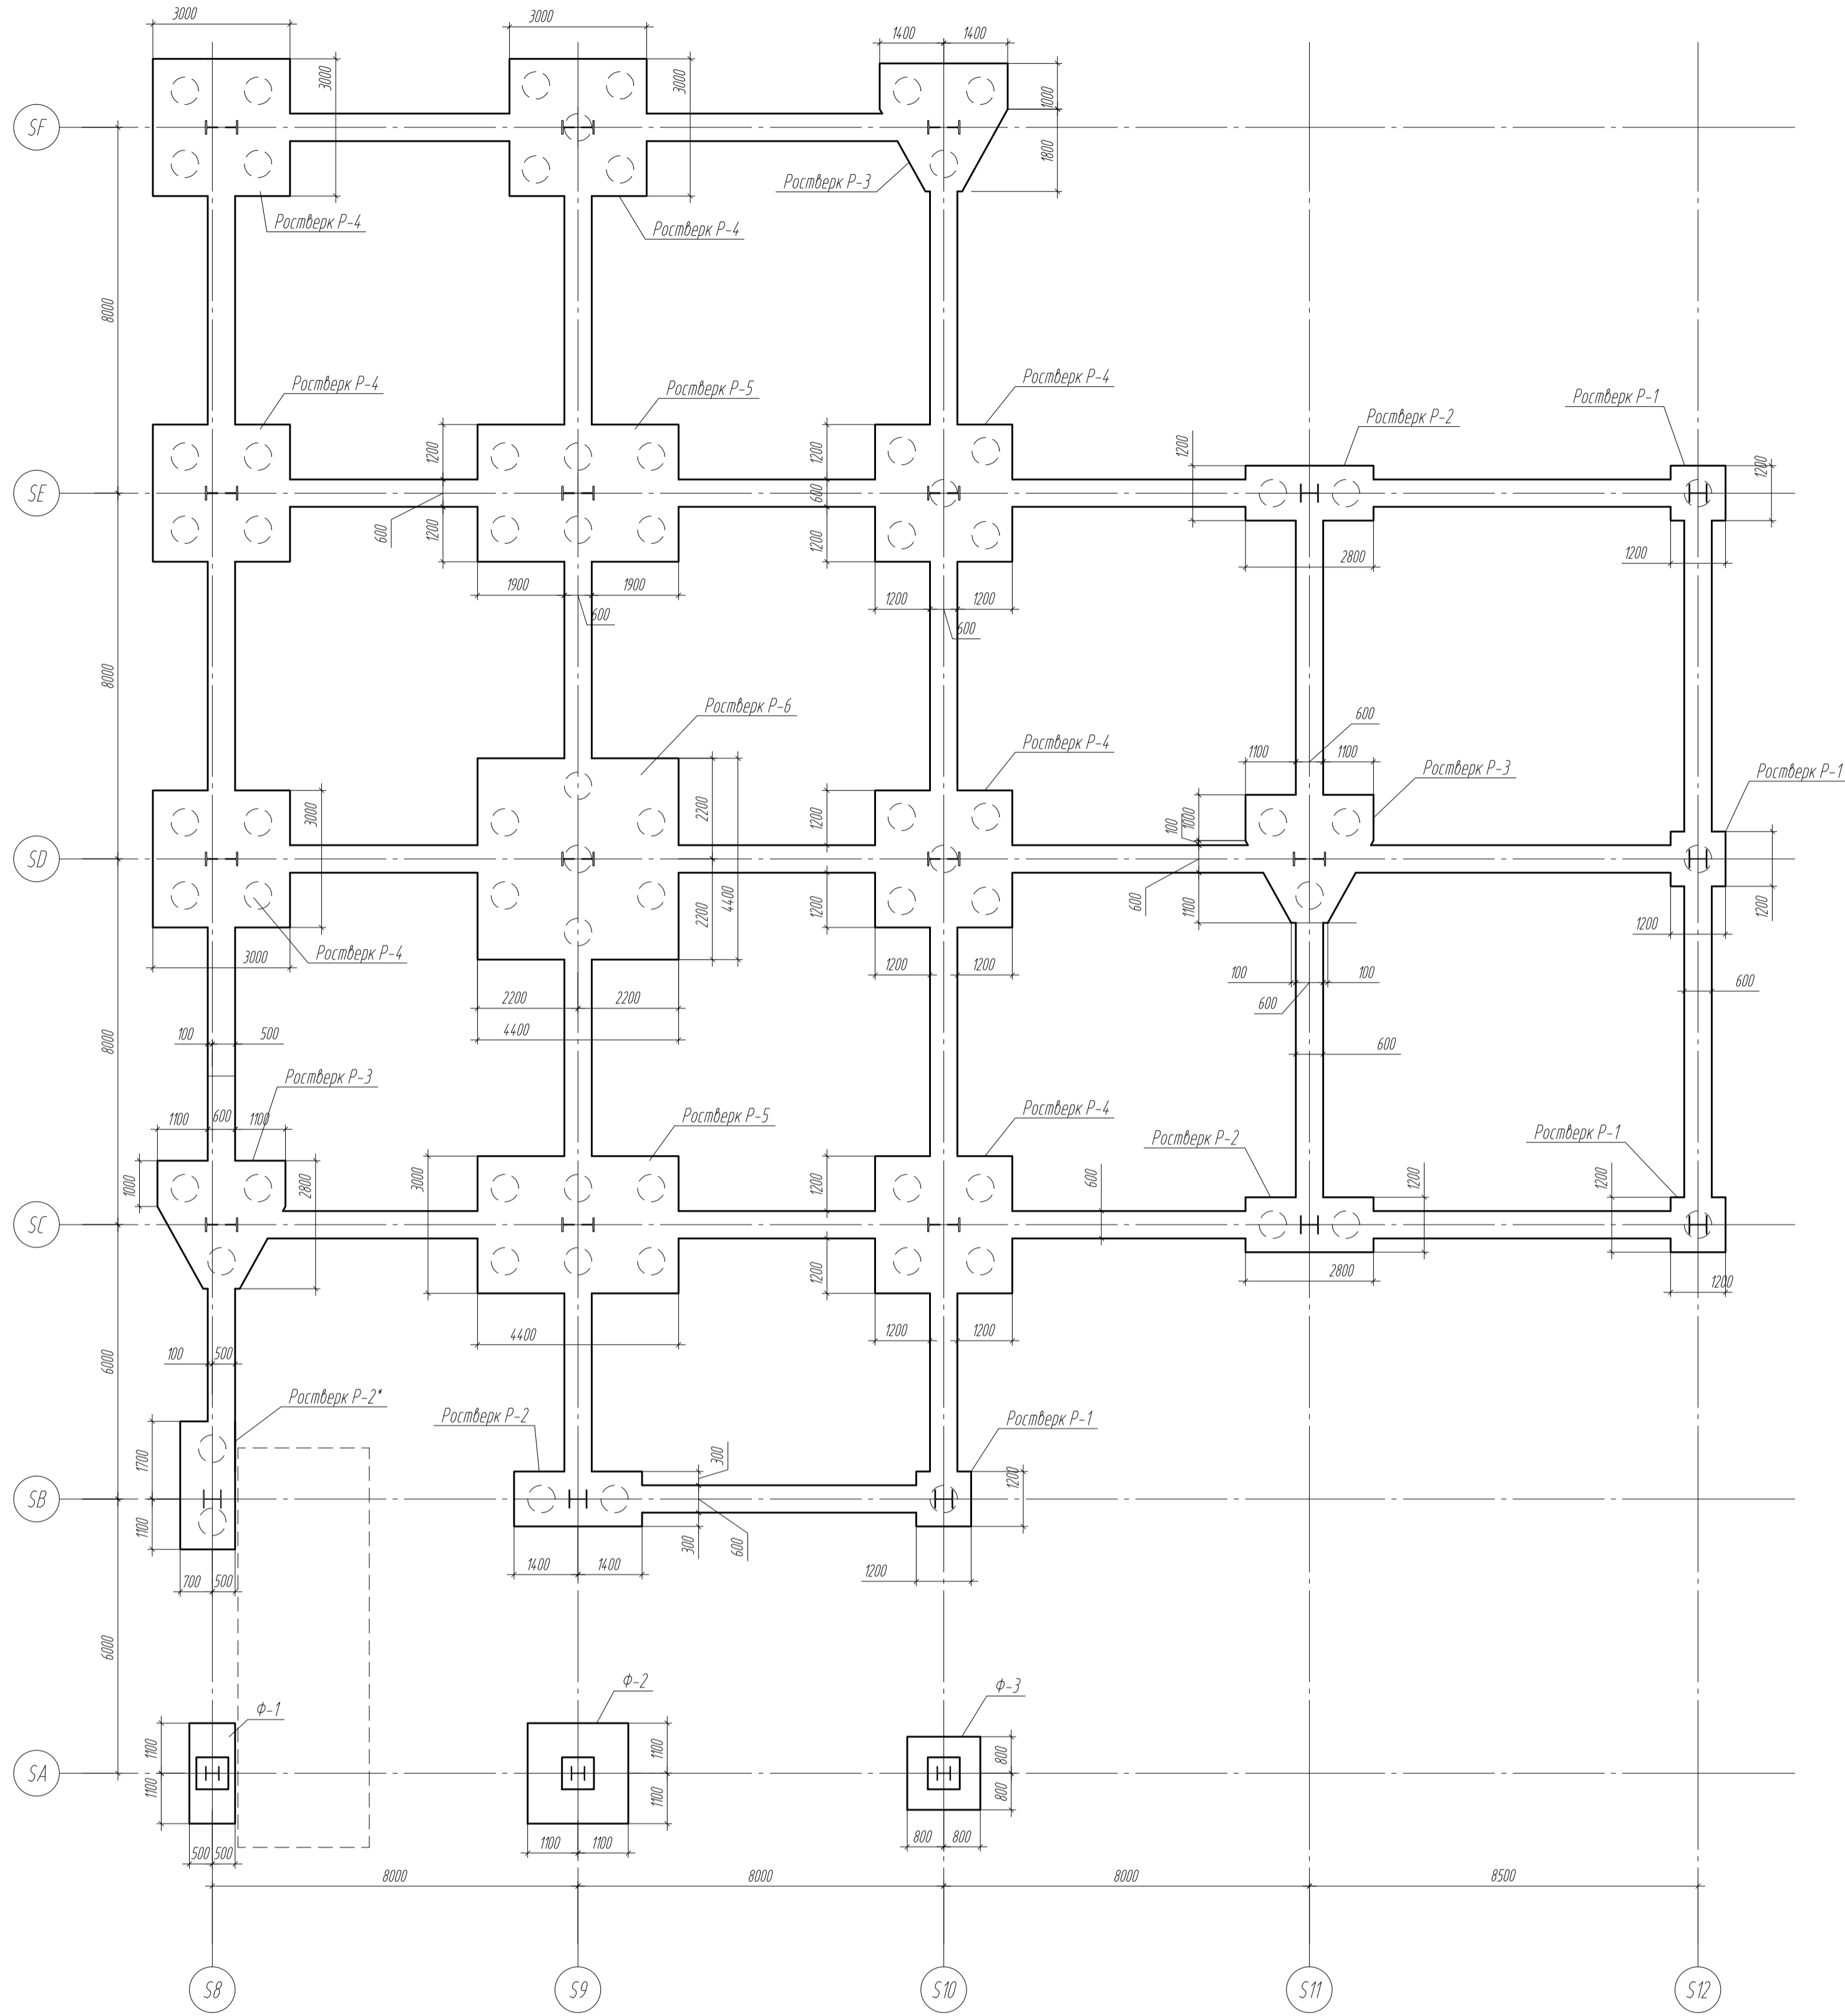 3000
3000
1400
1400
3000
3000
1000
SF
1800
Ростверк Р-3
Ростверк Р-4
Ростверк Р-4
8000
Ростверк Р-4
Ростверк Р-5
Ростверк Р-4
Ростверк Р-1
Ростверк Р-2
1200
1200
1200
1200
SE
600
600
1200
1200
1200
2800
1900
1900
1200
1200
600
600
8000
Ростверк Р-6
600
Ростверк Р-4
1100
1100
Ростверк Р-3
Ростверк Р-1
3000
2200
1200
100
1000
SD
4400
600
2200
1200
1100
1200
1200
Ростверк Р-4
3000
1200
1200
100
100
600
600
2200
2200
4400
8000
100
500
600
Ростверк Р-3
1100
600
1100
Ростверк Р-5
Ростверк Р-4
Ростверк Р-2
Ростверк Р-1
1000
2800
3000
1200
600
1200
1200
SC
1200
2800
1200
4400
1200
1200
6000
100
500
Ростверк Р-2*
Ростверк Р-2
Ростверк Р-1
1700
300
1200
SB
1100
300
600
1400
1400
1200
700
500
6000
Ф-1
Ф-2
Ф-3
1100
1100
800
SA
1100
1100
800
500
500
1100
1100
800
800
8000
8000
8000
8500
S8
S9
S10
S11
S12